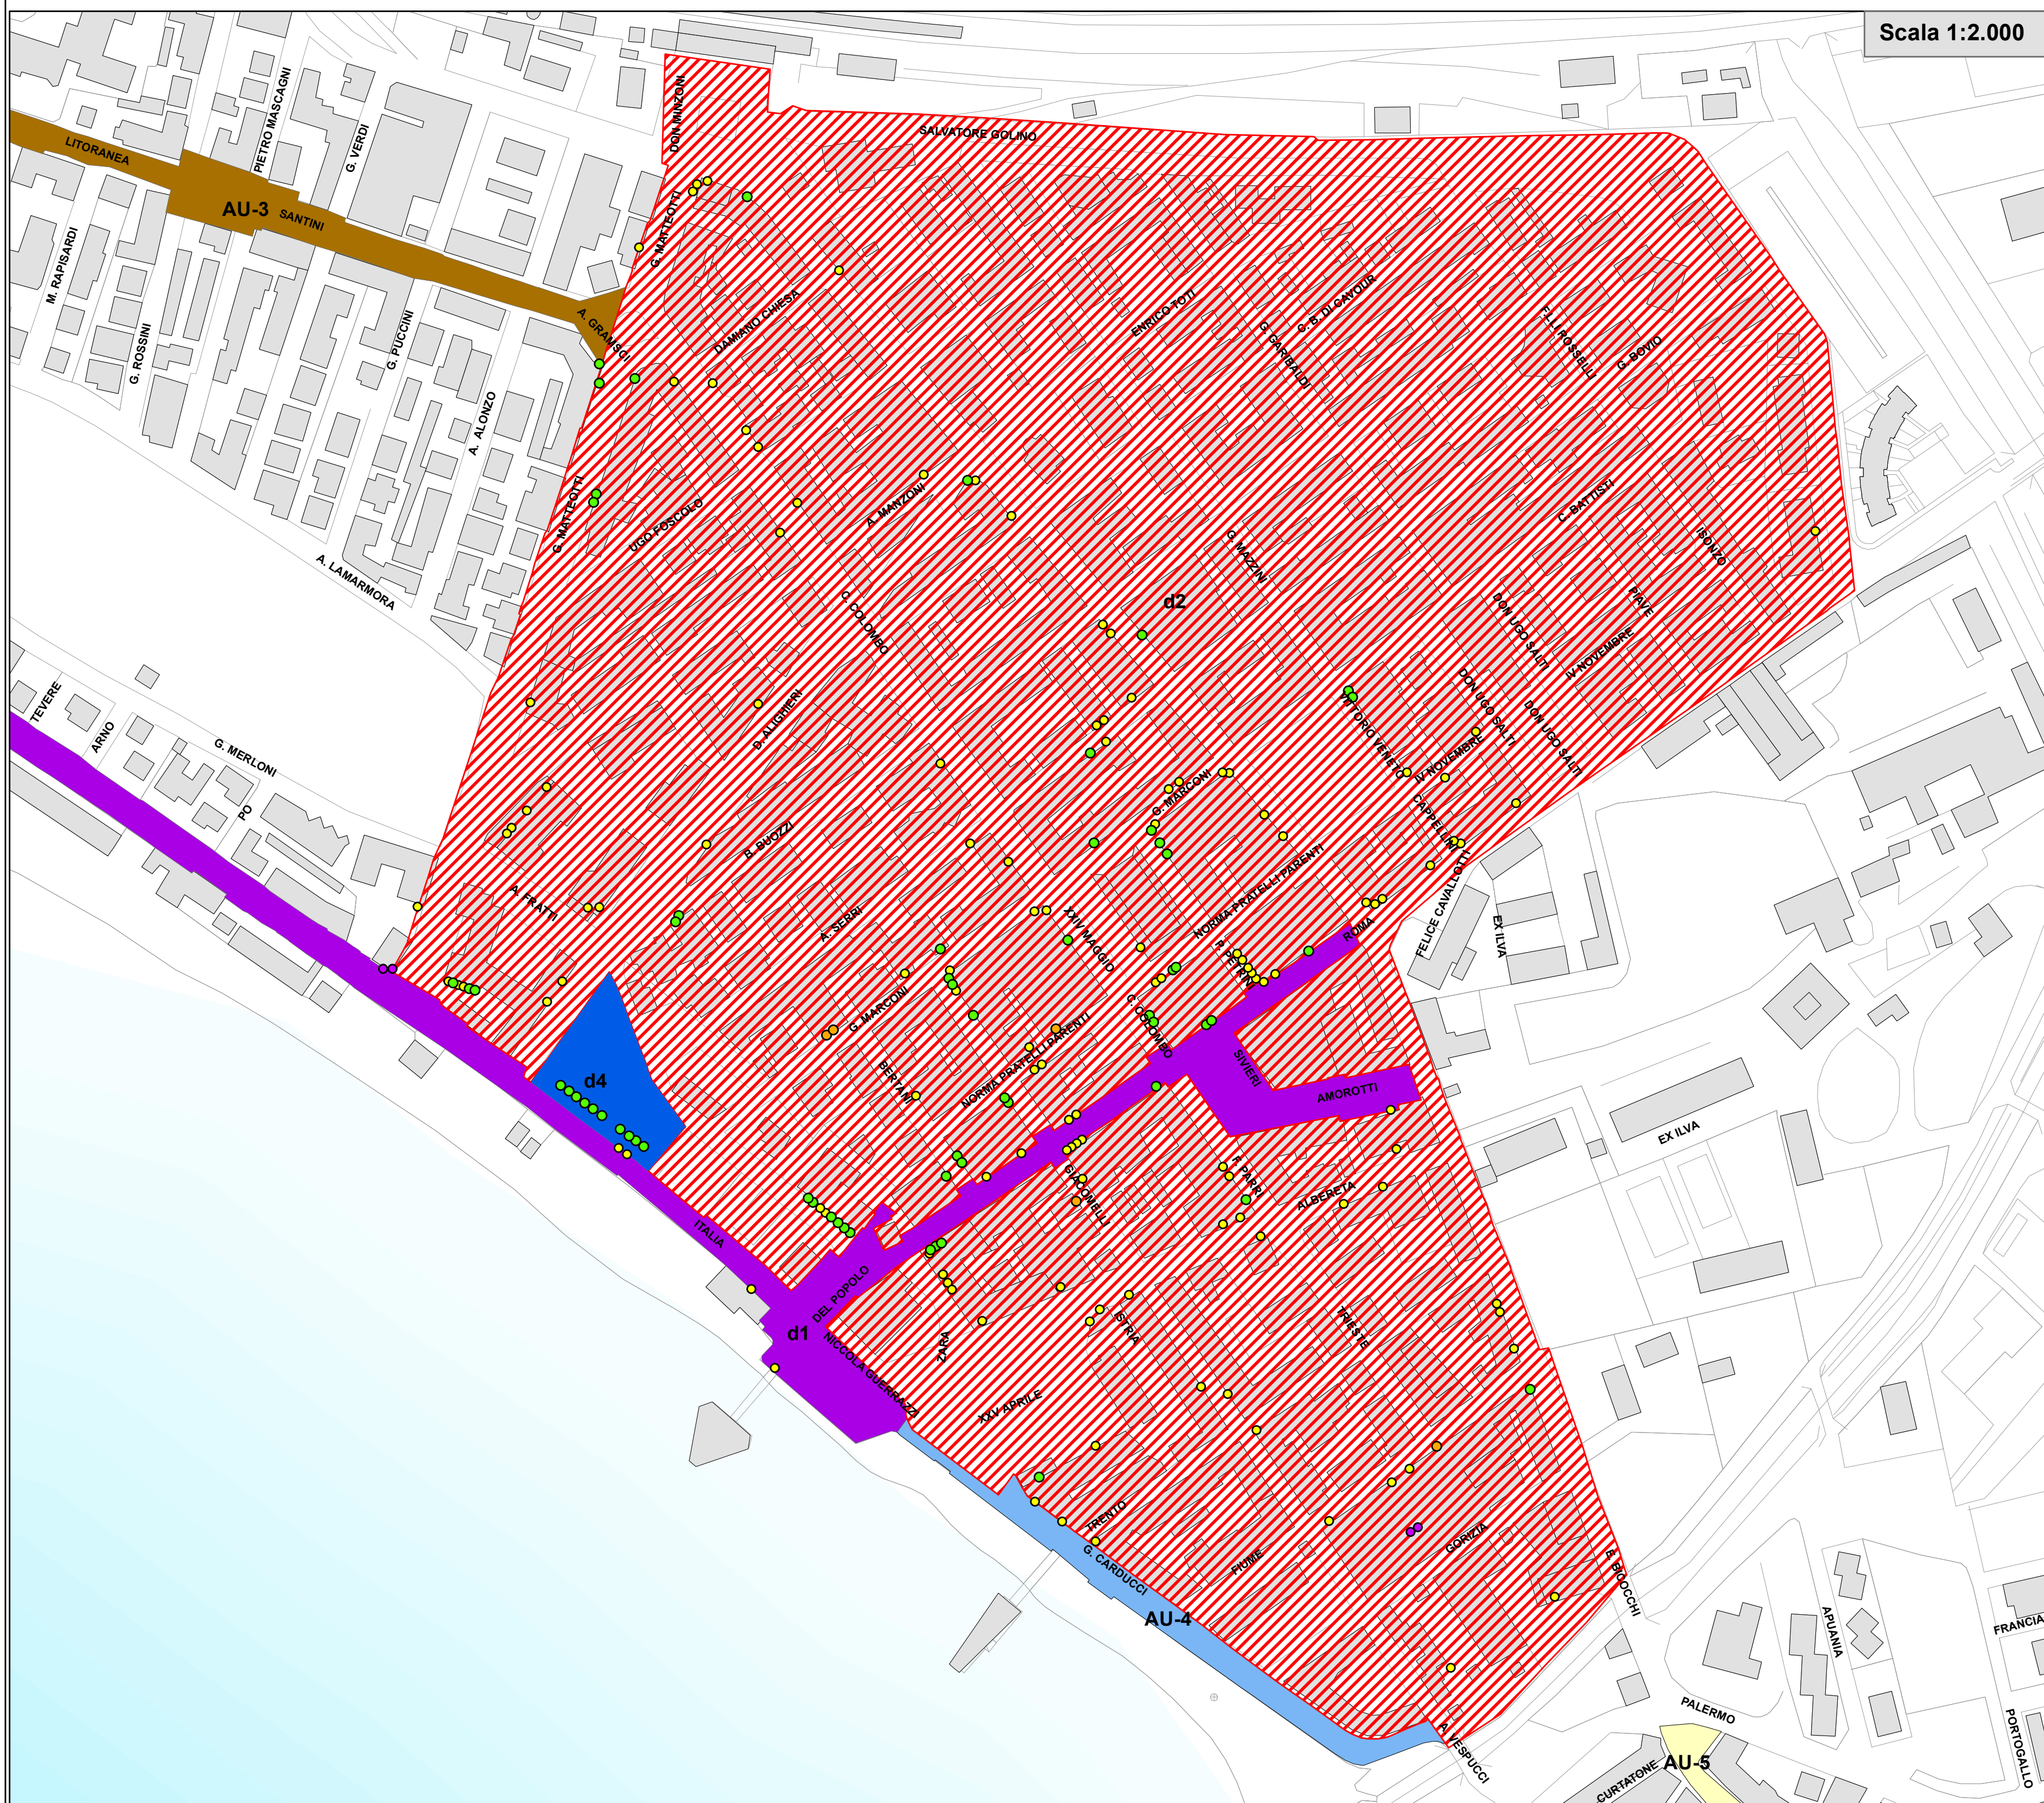 Scala 1:2.000
DON MINZONI
SALVATORE GOLINO
PIETRO MASCAGNI
G. VERDI
LITORANEA
AU-3
SANTINI
G. MATTEOTTI
M. RAPISARDI
G. ROSSINI
G. PUCCINI
A. GRAMSCI
DAMIANO CHIESA
ENRICO TOTI
G. GARIBALDI
C. B. DI CAVOUR
F.LLI ROSSELLI
G. BOVIO
A. ALONZO
G. MATTEOTTI
UGO FOSCOLO
A. MANZONI
G. MAZZINI
C. BATTISTI
ISONZO
A. LAMARMORA
C. COLOMBO
d2
DON UGO SALTI
PIAVE
IV NOVEMBRE
TEVERE
ARNO
G. MERLONI
PO
D. ALIGHIERI
VITTORIO VENETO
DON UGO SALTI
DON UGO SALTI
IV NOVEMBRE
G. MARCONI
CAPPELLINI
B. BUOZZI
A. FRATTI
A. SERRI
XXIV MAGGIO
NORMA PRATELLI PARENTI
P. PETRINI
ROMA
FELICE CAVALLOTTI
EX ILVA
G. MARCONI
C. COLOMBO
BERTANI
NORMA PRATELLI PARENTI
SIVIERI
AMOROTTI
d4
EX ILVA
GIACOMELLI
F. PARRI
ALBERETA
ITALIA
DEL POPOLO
d1
NICCOLA GUERRAZZI
ZARA
ISTRIA
TRIESTE
XXV APRILE
TRENTO
G. CARDUCCI
FIUME
GORIZIA
E. BICOCCHI
AU-4
APUANIA
FRANCIA
PALERMO
A. VESPUCCI
AU-5
CURTATONE
PORTOGALLO